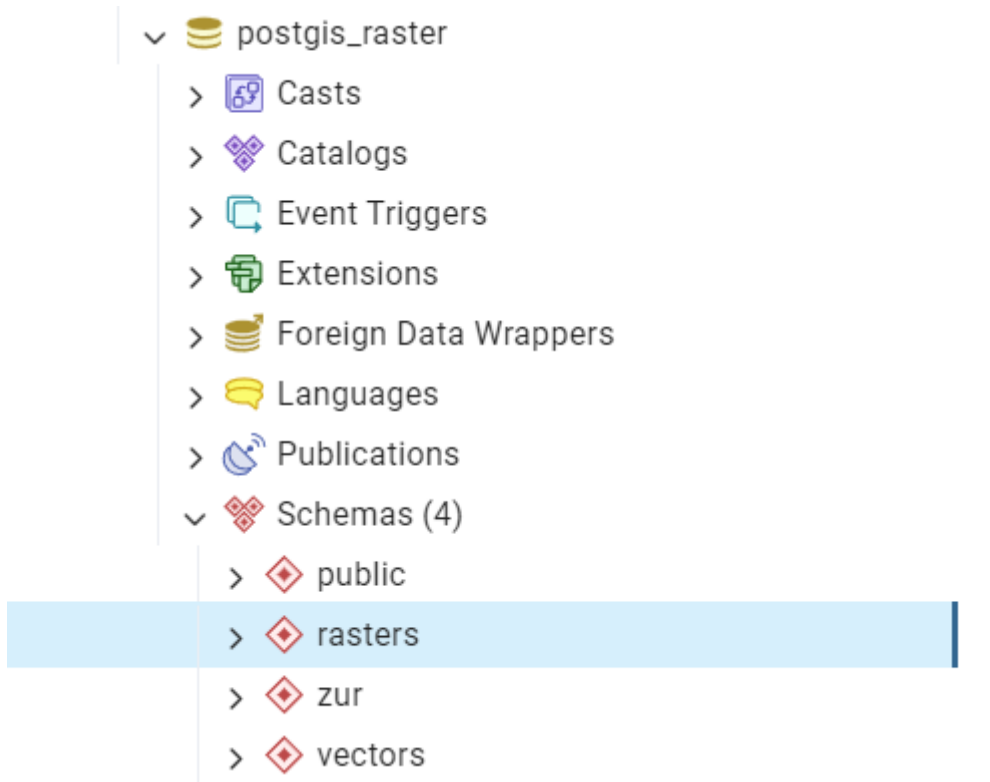 postgis_raster
Casts
Catalogs
Event Triggers
Extensions
Foreign Data Wrappers
Languages
Publications
Schemas (4)
public
rasters
zur
vectors